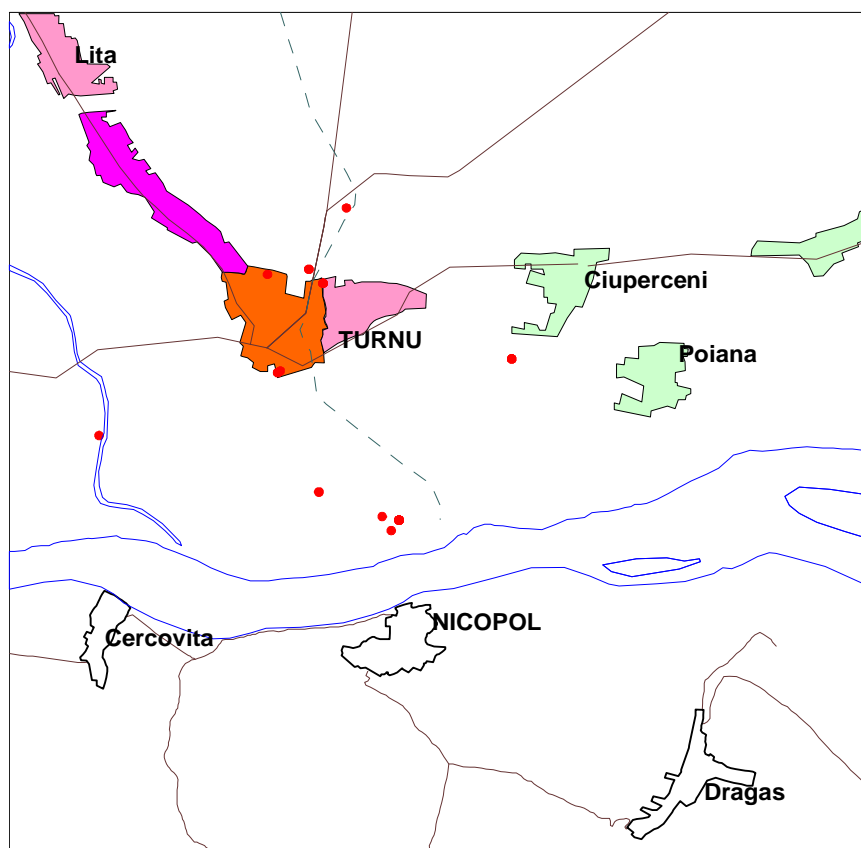 Lita
Ciuperceni
TURNU
Poiana
NICOPOL
Cercovita
Dragas